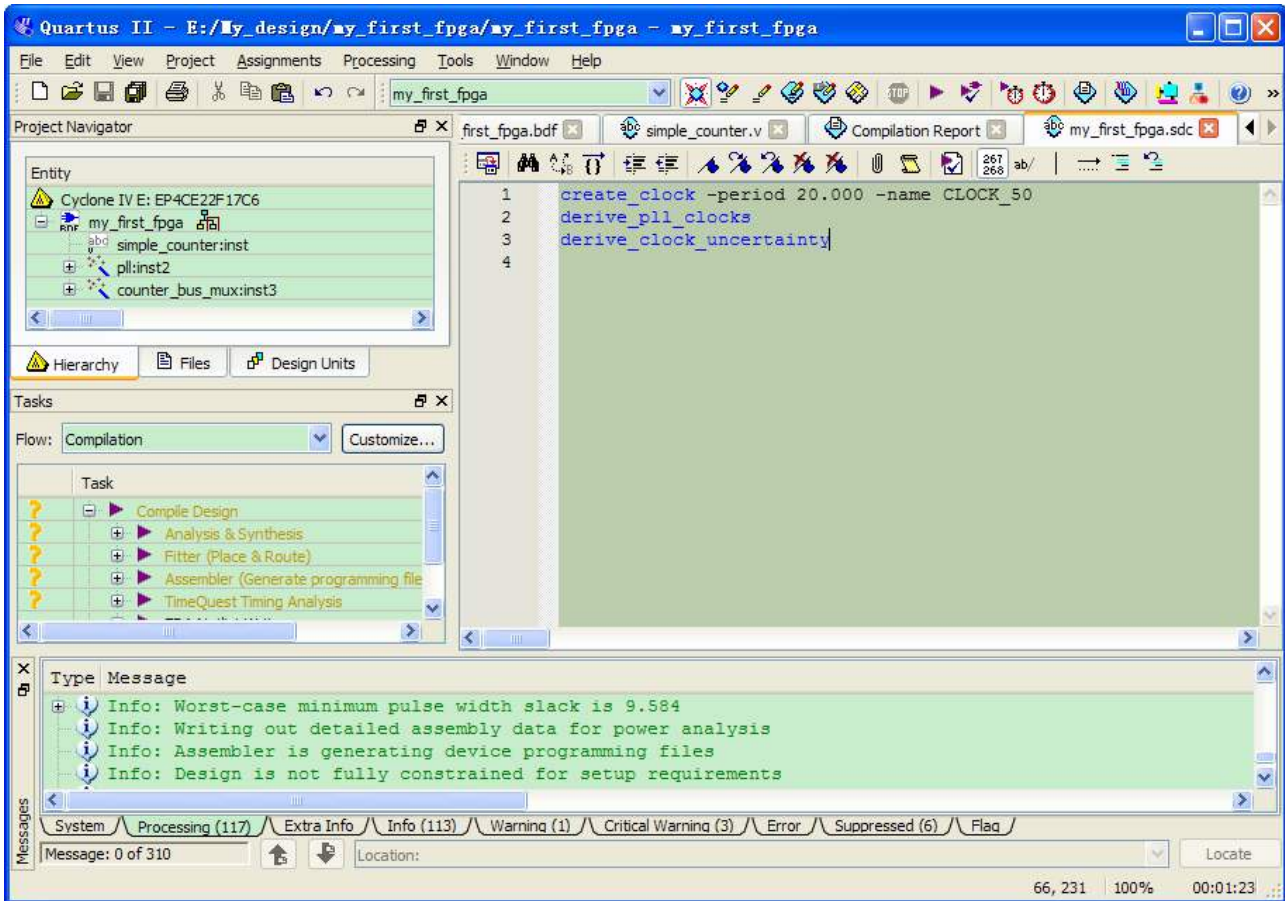 Quartus II - E:/My_design/my_first_fpga/my_first_fpga - my_first_fpga
File Edit View Project Assignments Processing Tools Window Help
my_first_fpga
Project Navigator
first_fpga.bdf simple_counter.v Compilation Report my_first_fpga.sdc
Entity
Cyclone IV E: EP4CE22F17C6
my_first_fpga
simple_counter:inst
pll:inst2
counter_bus_mux:inst3
Hierarchy Files Design Units
267
268 ab/
1 create_clock -period 20.000 -name CLOCK_50
2 derive_pll_clocks
3 derive_clock_uncertainty
4
Tasks
Flow: Compilation Customize...
Task
Compile Design
Analysis & Synthesis
Fitter (Place & Route)
Assembler (Generate programming file
TimeQuest Timing Analysis
Type Message
Info: Worst-case minimum pulse width slack is 9.584
Info: Writing out detailed assembly data for power analysis
Info: Assembler is generating device programming files
Info: Design is not fully constrained for setup requirements
Messages
System Processing (117) Extra Info Info (113) Warning (1) Critical Warning (3) Error Suppressed (6) Flag
Message: 0 of 310 Location: Locate
66, 231 100% 00:01:23